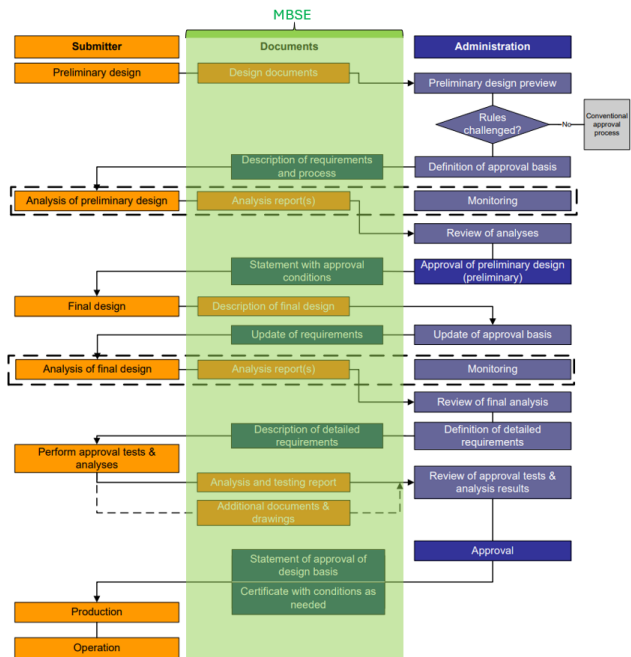 MBSE
Submitter Documents Administration
Preliminary design Design documents Preliminary design preview
Rules
challenged?
No
Conventional
approval
process
Description of requirements
and process
Definition of approval basis
Analysis of preliminary design Analysis report(s) Monitoring
Review of analyses
Statement with approval
conditions
Approval of preliminary design
(preliminary)
Final design Description of final design
Update of requirements Update of approval basis
Analysis of final design Analysis report(s) Monitoring
Review of final analysis
Description of detailed
requirements
Definition of detailed
requirements
Perform approval tests &
analyses
Analysis and testing report
Review of approval tests &
analysis results
Additional documents &
drawings
Statement of approval of
design basis
Approval
Certificate with conditions as
needed
Production
Operation